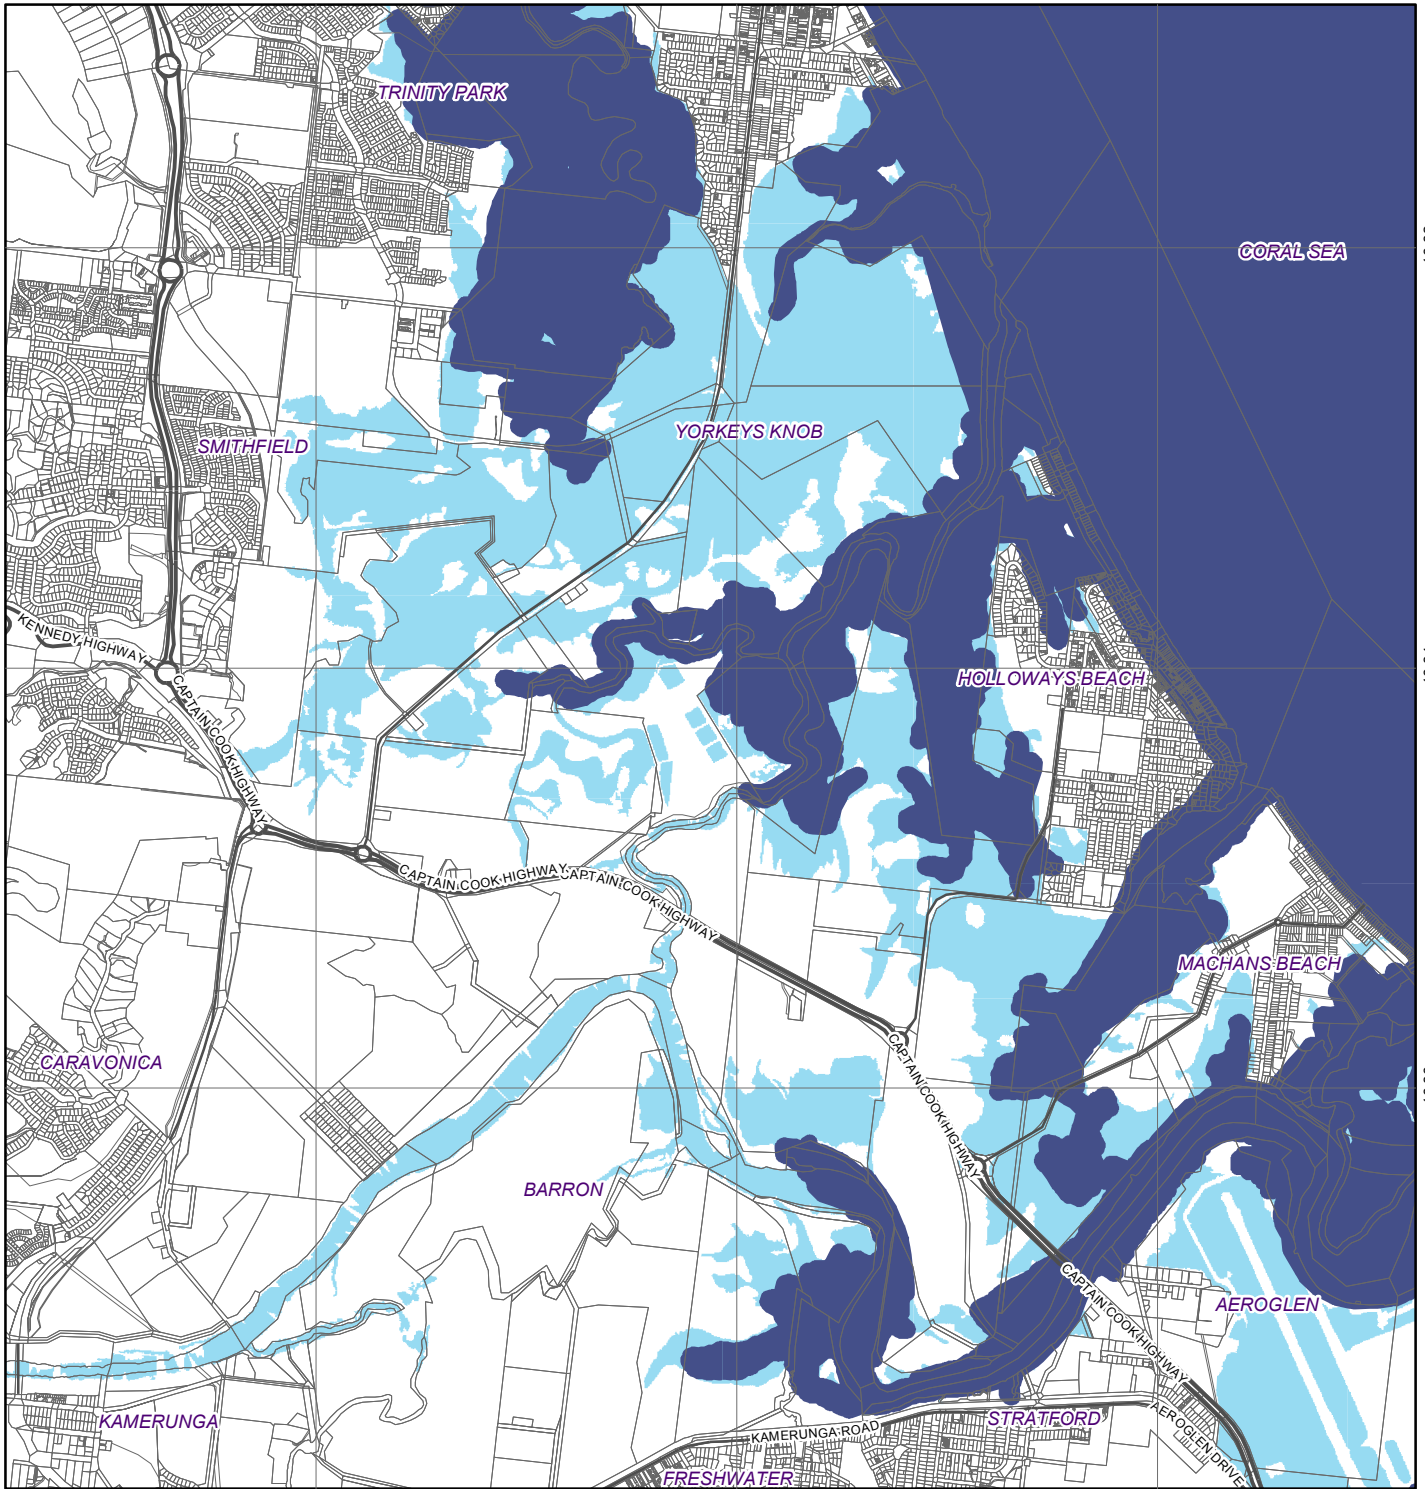 TRINITY PARK
CORAL SEA
YORKEYS KNOB
SMITHFIELD
KENNEDY HIGHWAY
CAPTAIN COOK HIGHWAY
HOLLOWAYS BEACH
CAPTAIN COOK HIGHWAY
CAPTAIN COOK HIGHWAY
MACHANS BEACH
CARAVONICA
CAPTAIN COOK HIGHWAY
BARRON
CAPTAIN COOK HIGHWAY
AEROGLEN
KAMERUNGA
STRATFORD
AEROGLEN DRIVE
KAMERUNGA ROAD
FRESHWATER